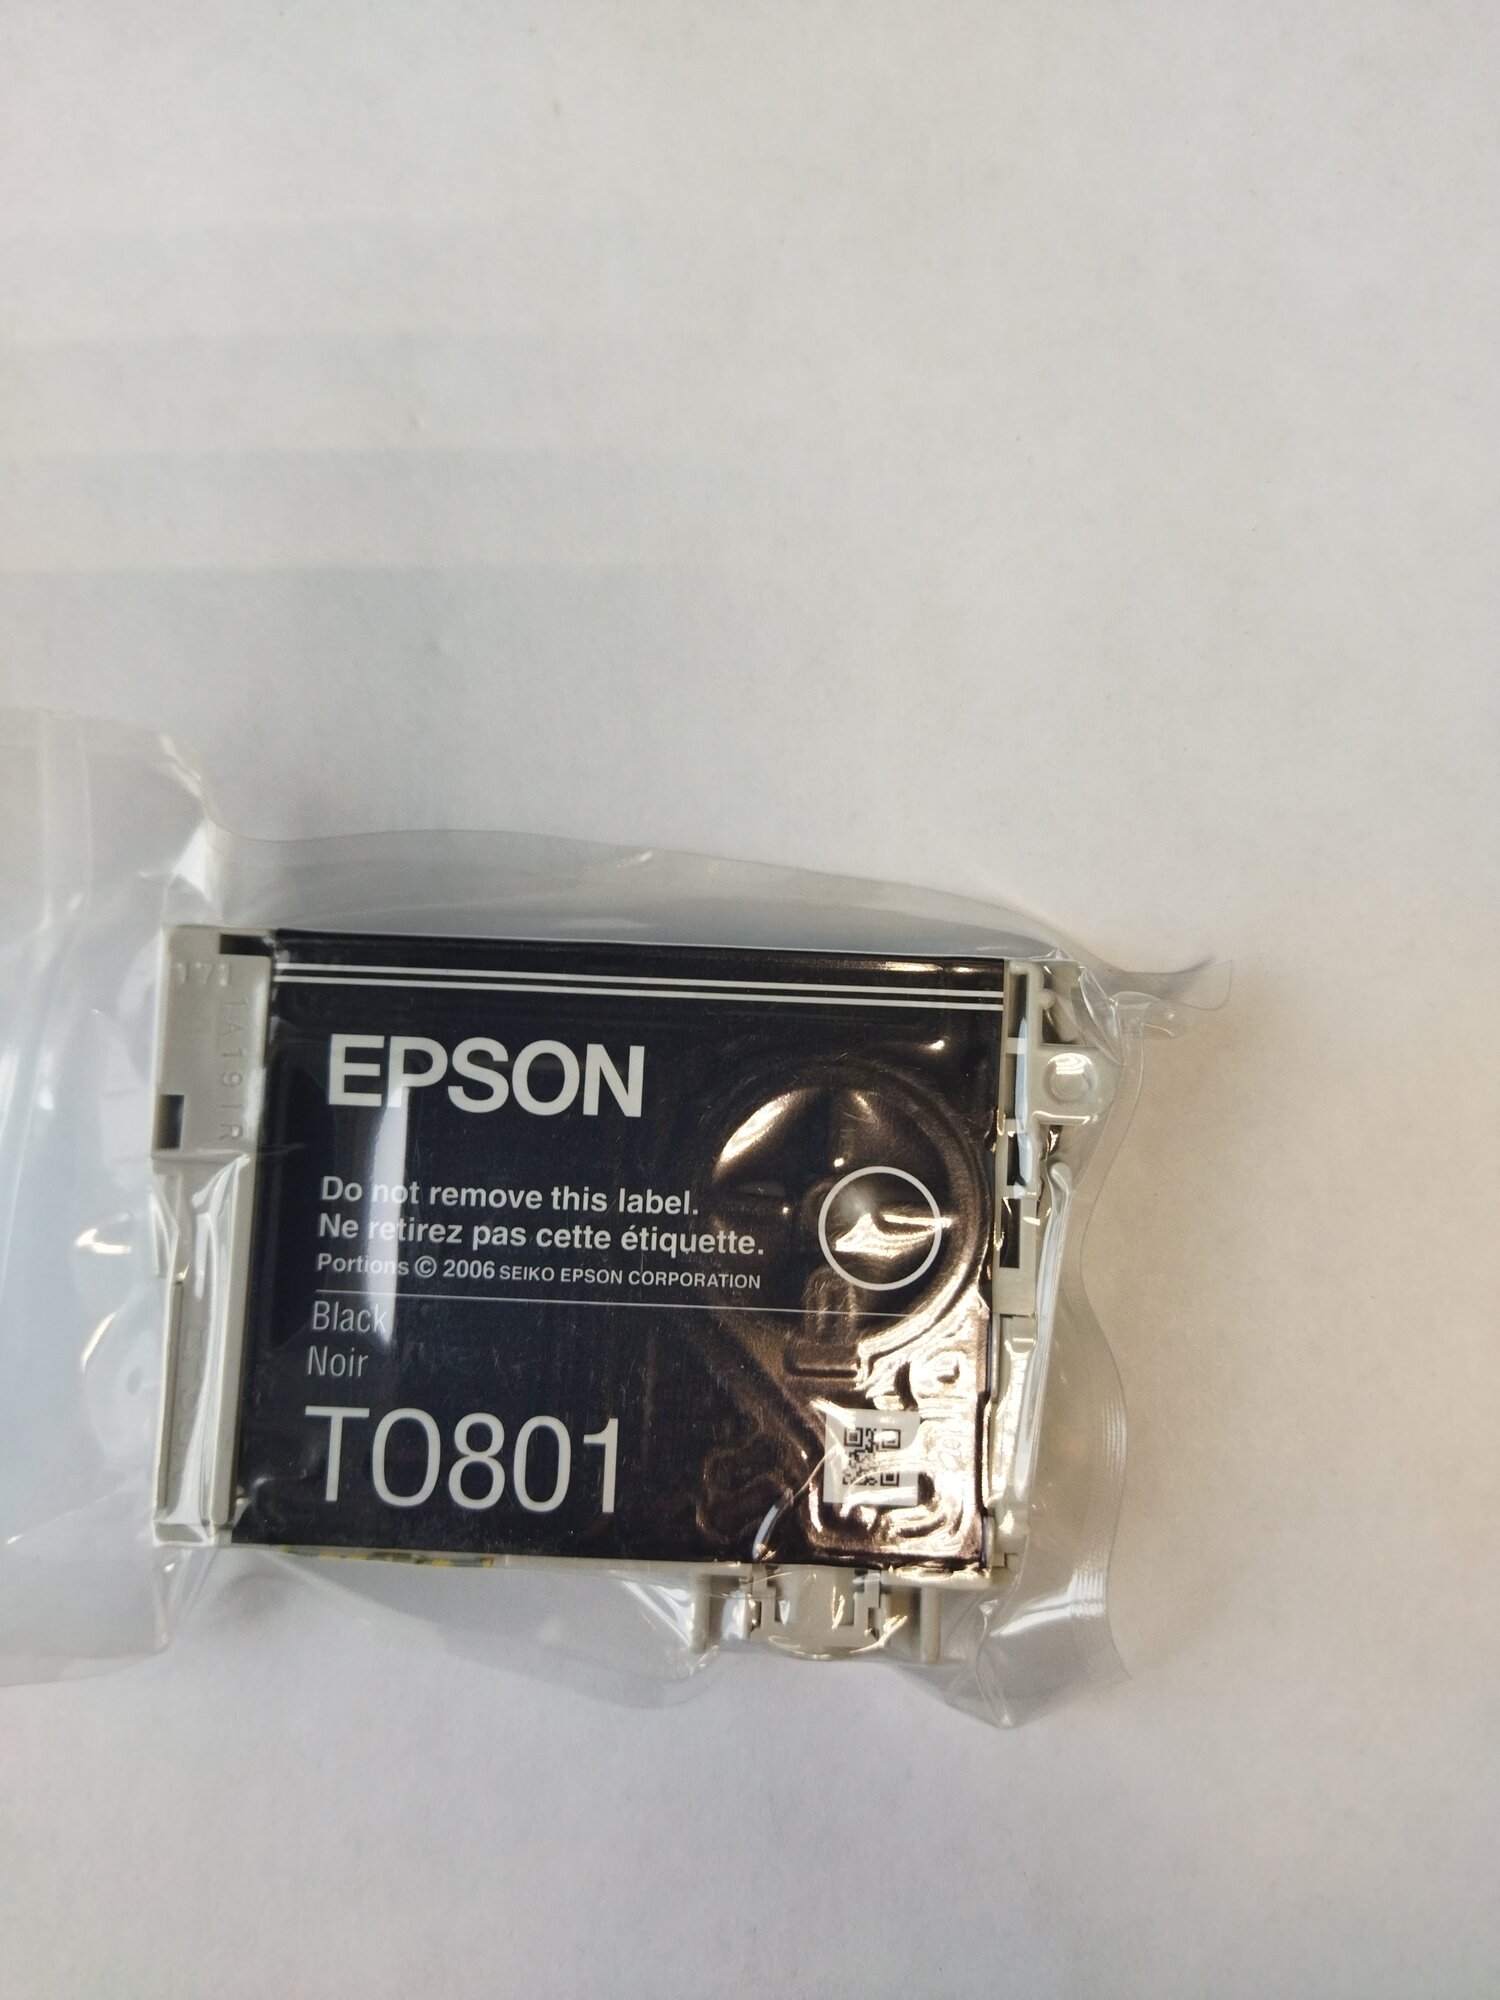 EPSON
Do not remove this label.
Ne retirez pas cette étiquette.
Portions © 2006 SEIKO EPSON CORPORATION
Black
Noir
T0801